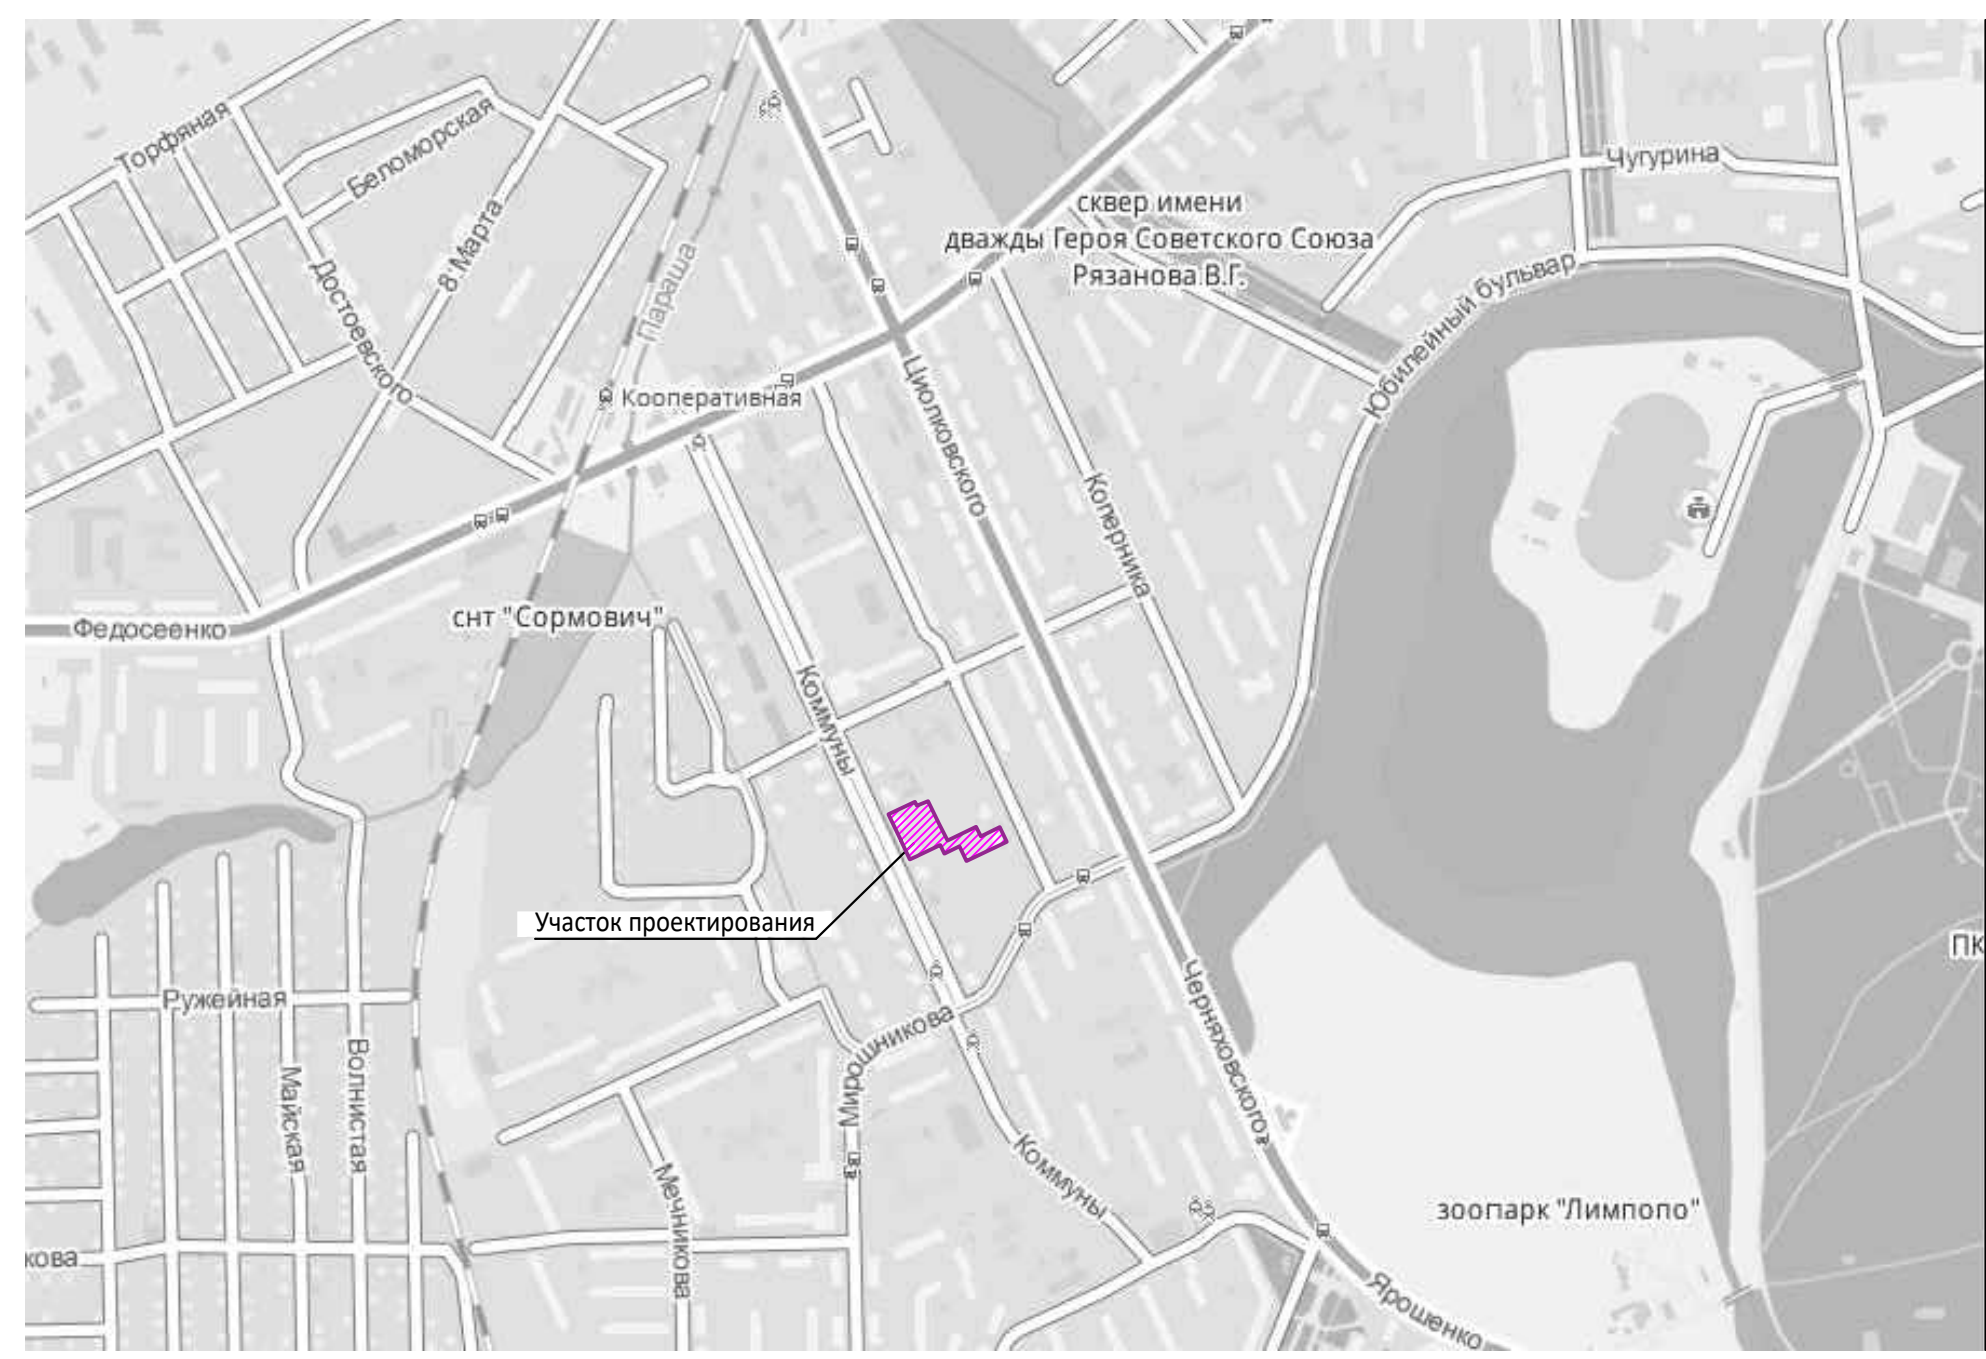 Торфяная
Беломорская
8 Марта
Достоевского
Параша
сквер имени
дважды Героя Советского Союза
Рязанова В.Г.
Чугурина
Юбилейный бульвар
Кооперативная
Циолковского
Коперника
Федосеенко
снт "Сормович"
Коммуны
Участок проектирования
Ружейная
Волнистая
Майская
Мирошникова
Черняховского
ПК
Мечникова
Коммуны
зоопарк "Лимпопо"
кова
Ярошенко